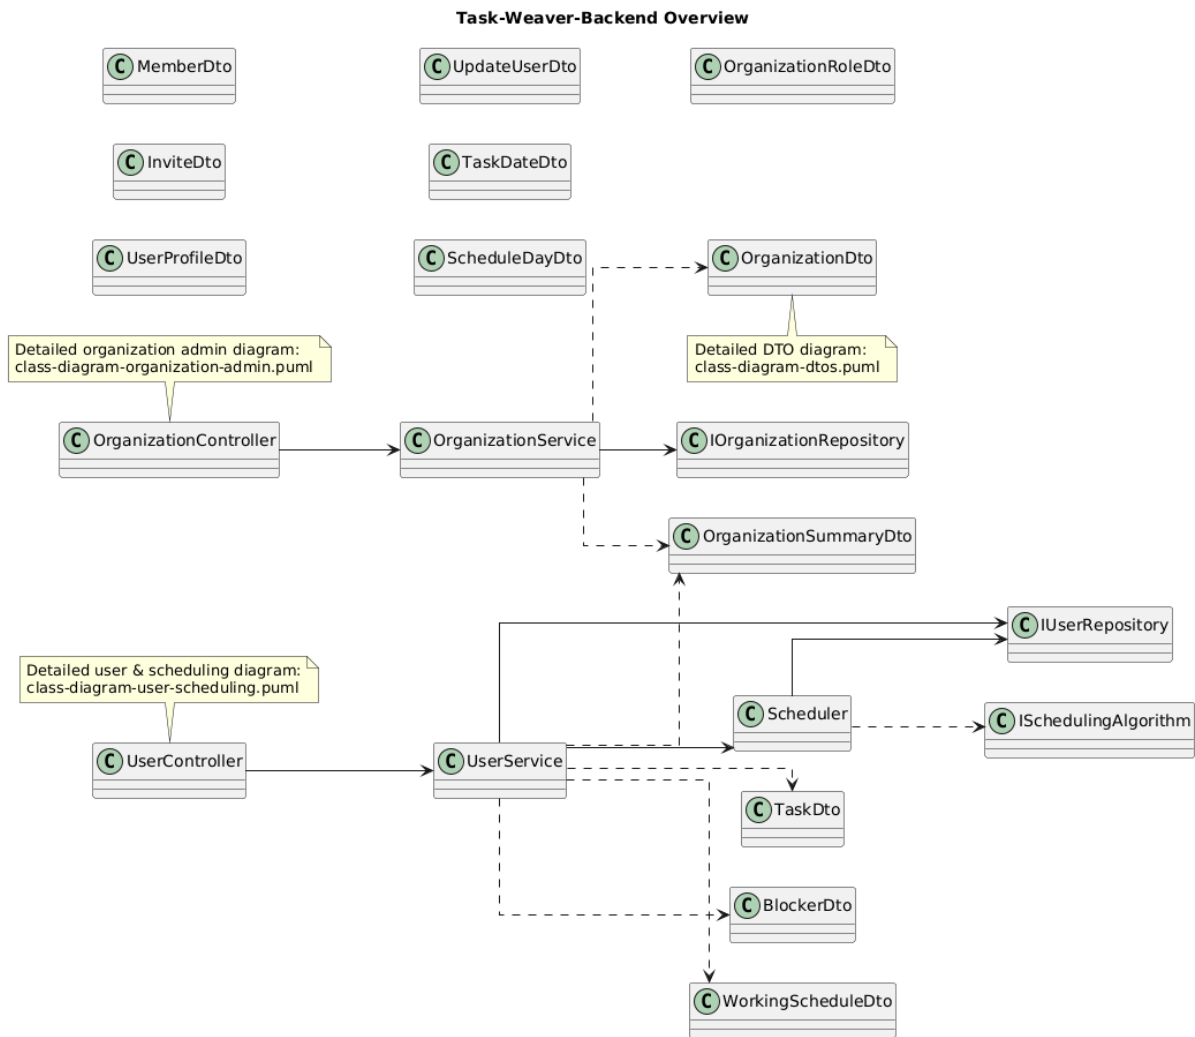 Task-Weaver-Backend Overview
C MemberDto
C UpdateUserDto
C OrganizationRoleDto
C InviteDto
C TaskDateDto
C UserProfileDto
C ScheduleDayDto
C OrganizationDto
Detailed organization admin diagram:
class-diagram-organization-admin.puml
Detailed DTO diagram:
class-diagram-dtos.puml
C OrganizationController
C OrganizationService
C IOrganizationRepository
C OrganizationSummaryDto
C IUserRepository
Detailed user & scheduling diagram:
class-diagram-user-scheduling.puml
C Scheduler
C ISchedulingAlgorithm
C UserController
C UserService
C TaskDto
C BlockerDto
C WorkingScheduleDto